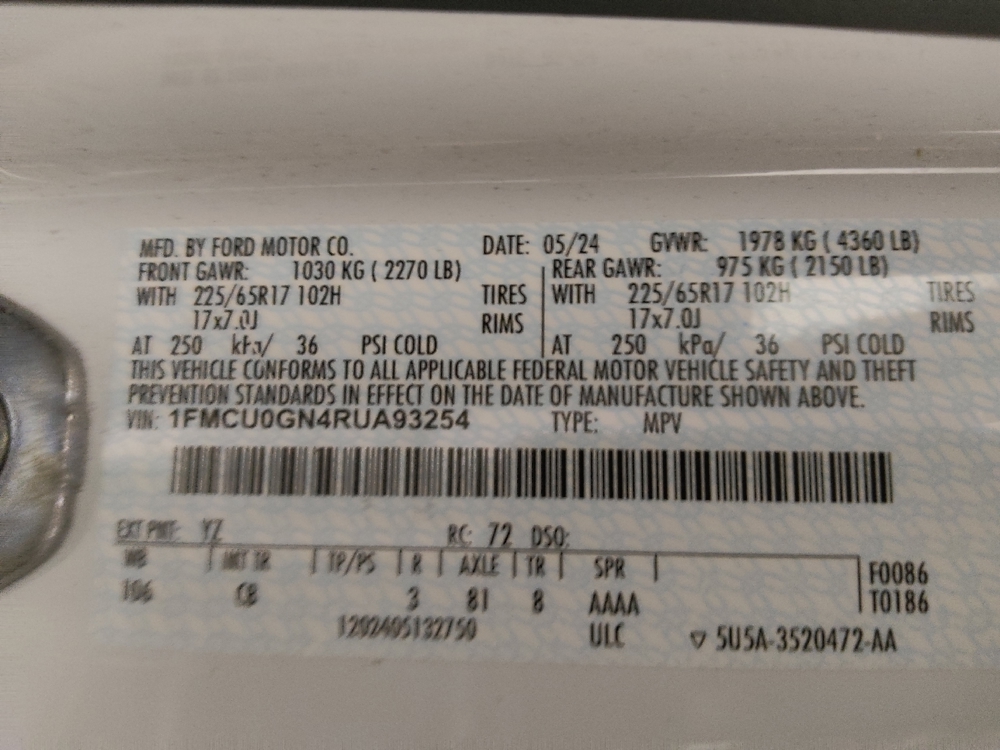 MFD. BY FORD MOTOR CO. DATE: 05/24 GVWR: 1978 KG ( 4360 LB)
FRONT GAWR: 1030 KG ( 2270 LB) REAR GAWR: 975 KG ( 2150 LB)
WITH 225/65R17 102H TIRES WITH 225/65R17 102H TIRES
17x7.0J RIMS 17x7.0J RIMS
AT 250 kPa/ 36 PSI COLD AT 250 kPa/ 36 PSI COLD
THIS VEHICLE CONFORMS TO ALL APPLICABLE FEDERAL MOTOR VEHICLE SAFETY AND THEFT
PREVENTION STANDARDS IN EFFECT ON THE DATE OF MANUFACTURE SHOWN ABOVE.
VIN: 1FMCU0GN4RUA93254 TYPE: MPV
EXT PNT: YZ RC: 72 DSO:
WB INT TR TP/PS R AXLE TR SPR F0086
106 CB 3 81 8 AAAA T0186
1202405132750 ULC ▽ 5U5A-3520472-AA